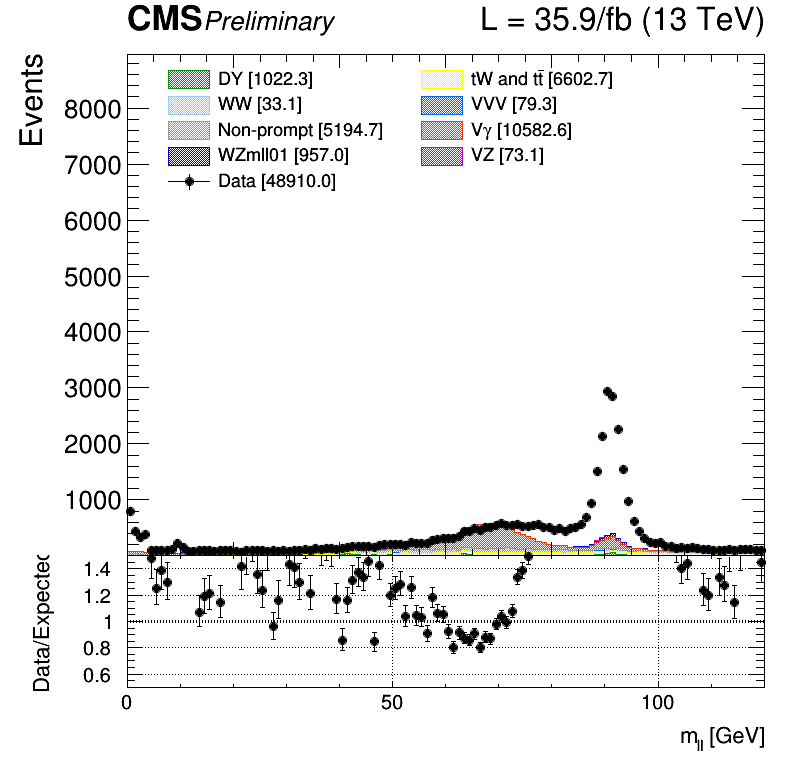 CMS Preliminary L = 35.9/fb (13 TeV)
Events
DY [1022.3] tW and tt̄ [6602.7]
WW [33.1] VVV [79.3]
Non-prompt [5194.7] Vγ [10582.6]
WZmll01 [957.0] VZ [73.1]
Data [48910.0]
8000
7000
6000
5000
4000
3000
2000
1000
Data/Expected
1.4
1.2
1
0.8
0.6
0 50 100
m_ll [GeV]